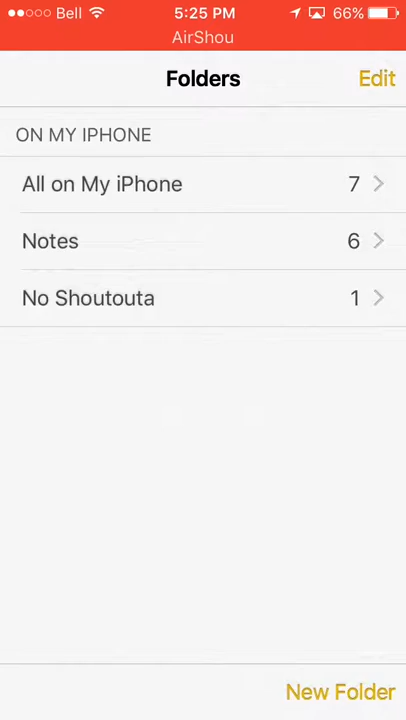 Bell 5:25 PM 66%
AirShou
Folders Edit
ON MY IPHONE
All on My iPhone 7
Notes 6
No Shoutouta 1
New Folder